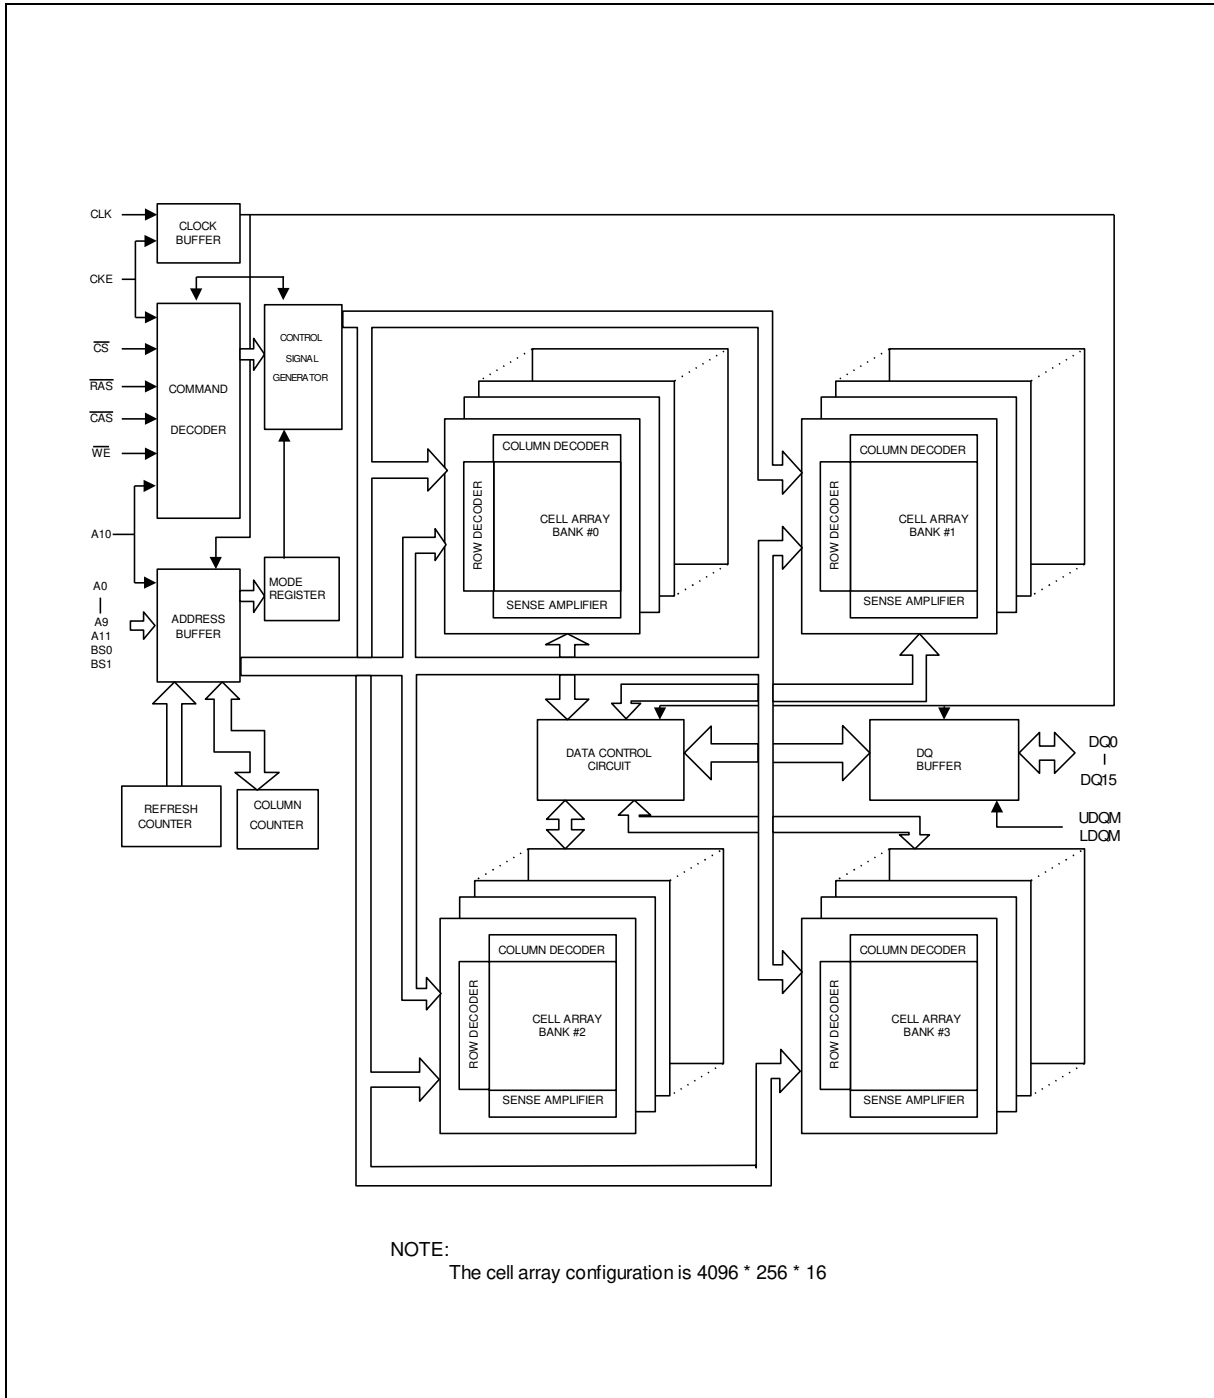 CLK
CLOCK
BUFFER
CKE
CS
RAS
CAS
WE
COMMAND
DECODER
CONTROL
SIGNAL
GENERATOR
A10
A0
A9
A11
BS0
BS1
ADDRESS
BUFFER
MODE
REGISTER
REFRESH
COUNTER
COLUMN
COUNTER
COLUMN DECODER
ROW DECODER
CELL ARRAY
BANK #0
SENSE AMPLIFIER
COLUMN DECODER
ROW DECODER
CELL ARRAY
BANK #1
SENSE AMPLIFIER
DATA CONTROL
CIRCUIT
DQ
BUFFER
DQ0
DQ15
UDQM
LDQM
COLUMN DECODER
ROW DECODER
CELL ARRAY
BANK #2
SENSE AMPLIFIER
COLUMN DECODER
ROW DECODER
CELL ARRAY
BANK #3
SENSE AMPLIFIER
NOTE:
The cell array configuration is 4096 * 256 * 16